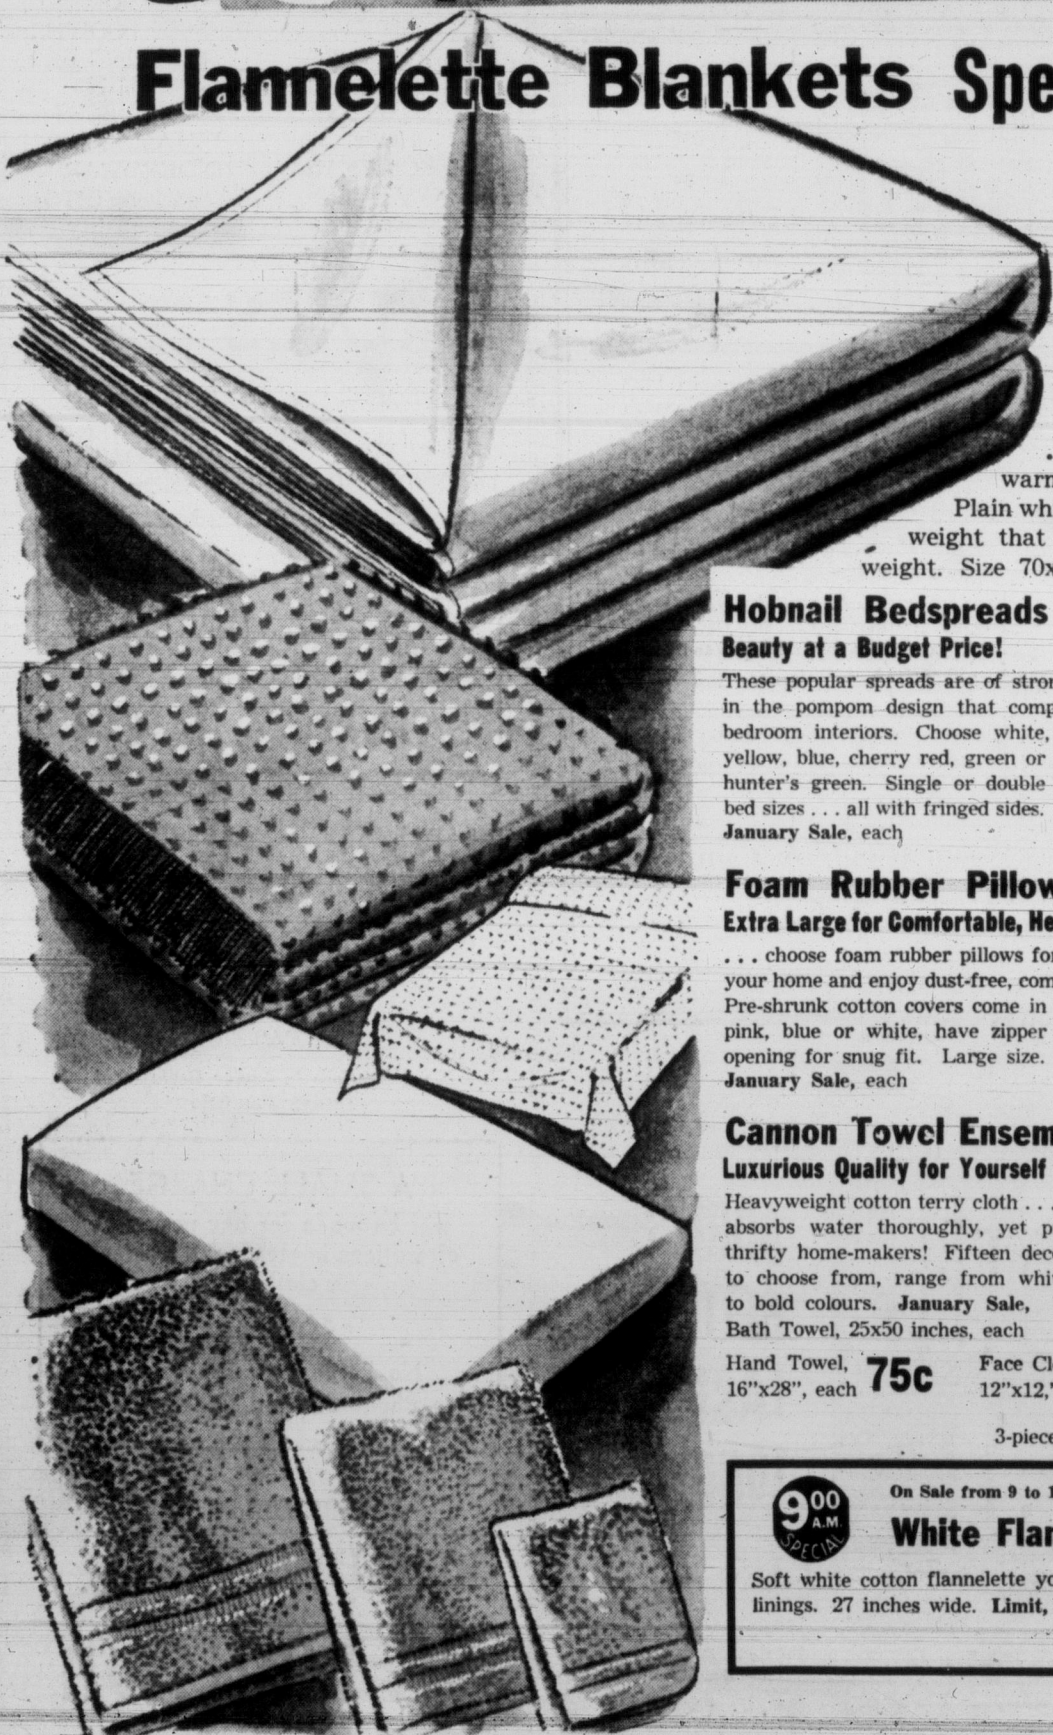 Flannelette Blankets Spe
warm
Plain wh
weight that
weight. Size 70x
Hobnail Bedspreads
Beauty at a Budget Price!
These popular spreads are of stron
in the pompom design that comp
bedroom interiors. Choose white,
yellow, blue, cherry red, green or
hunter's green. Single or double
bed sizes . . . all with fringed sides.
January Sale, each
Foam Rubber Pillow
Extra Large for Comfortable, He
. . . choose foam rubber pillows for
your home and enjoy dust-free, com
Pre-shrunk cotton covers come in
pink, blue or white, have zipper
opening for snug fit. Large size.
January Sale, each
Cannon Towel Ensem
Luxurious Quality for Yourself
Heavyweight cotton terry cloth . . .
absorbs water thoroughly, yet p
thrifty home-makers! Fifteen deco
to choose from, range from whit
to bold colours. January Sale,
Bath Towel, 25x50 inches, each
Hand Towel,
16"x28", each 75c
Face Cl
12"x12,"
3-piece
9 00 A.M. SPECIAL
On Sale from 9 to 1
White Flan
Soft white cotton flannelette yo
linings. 27 inches wide. Limit,